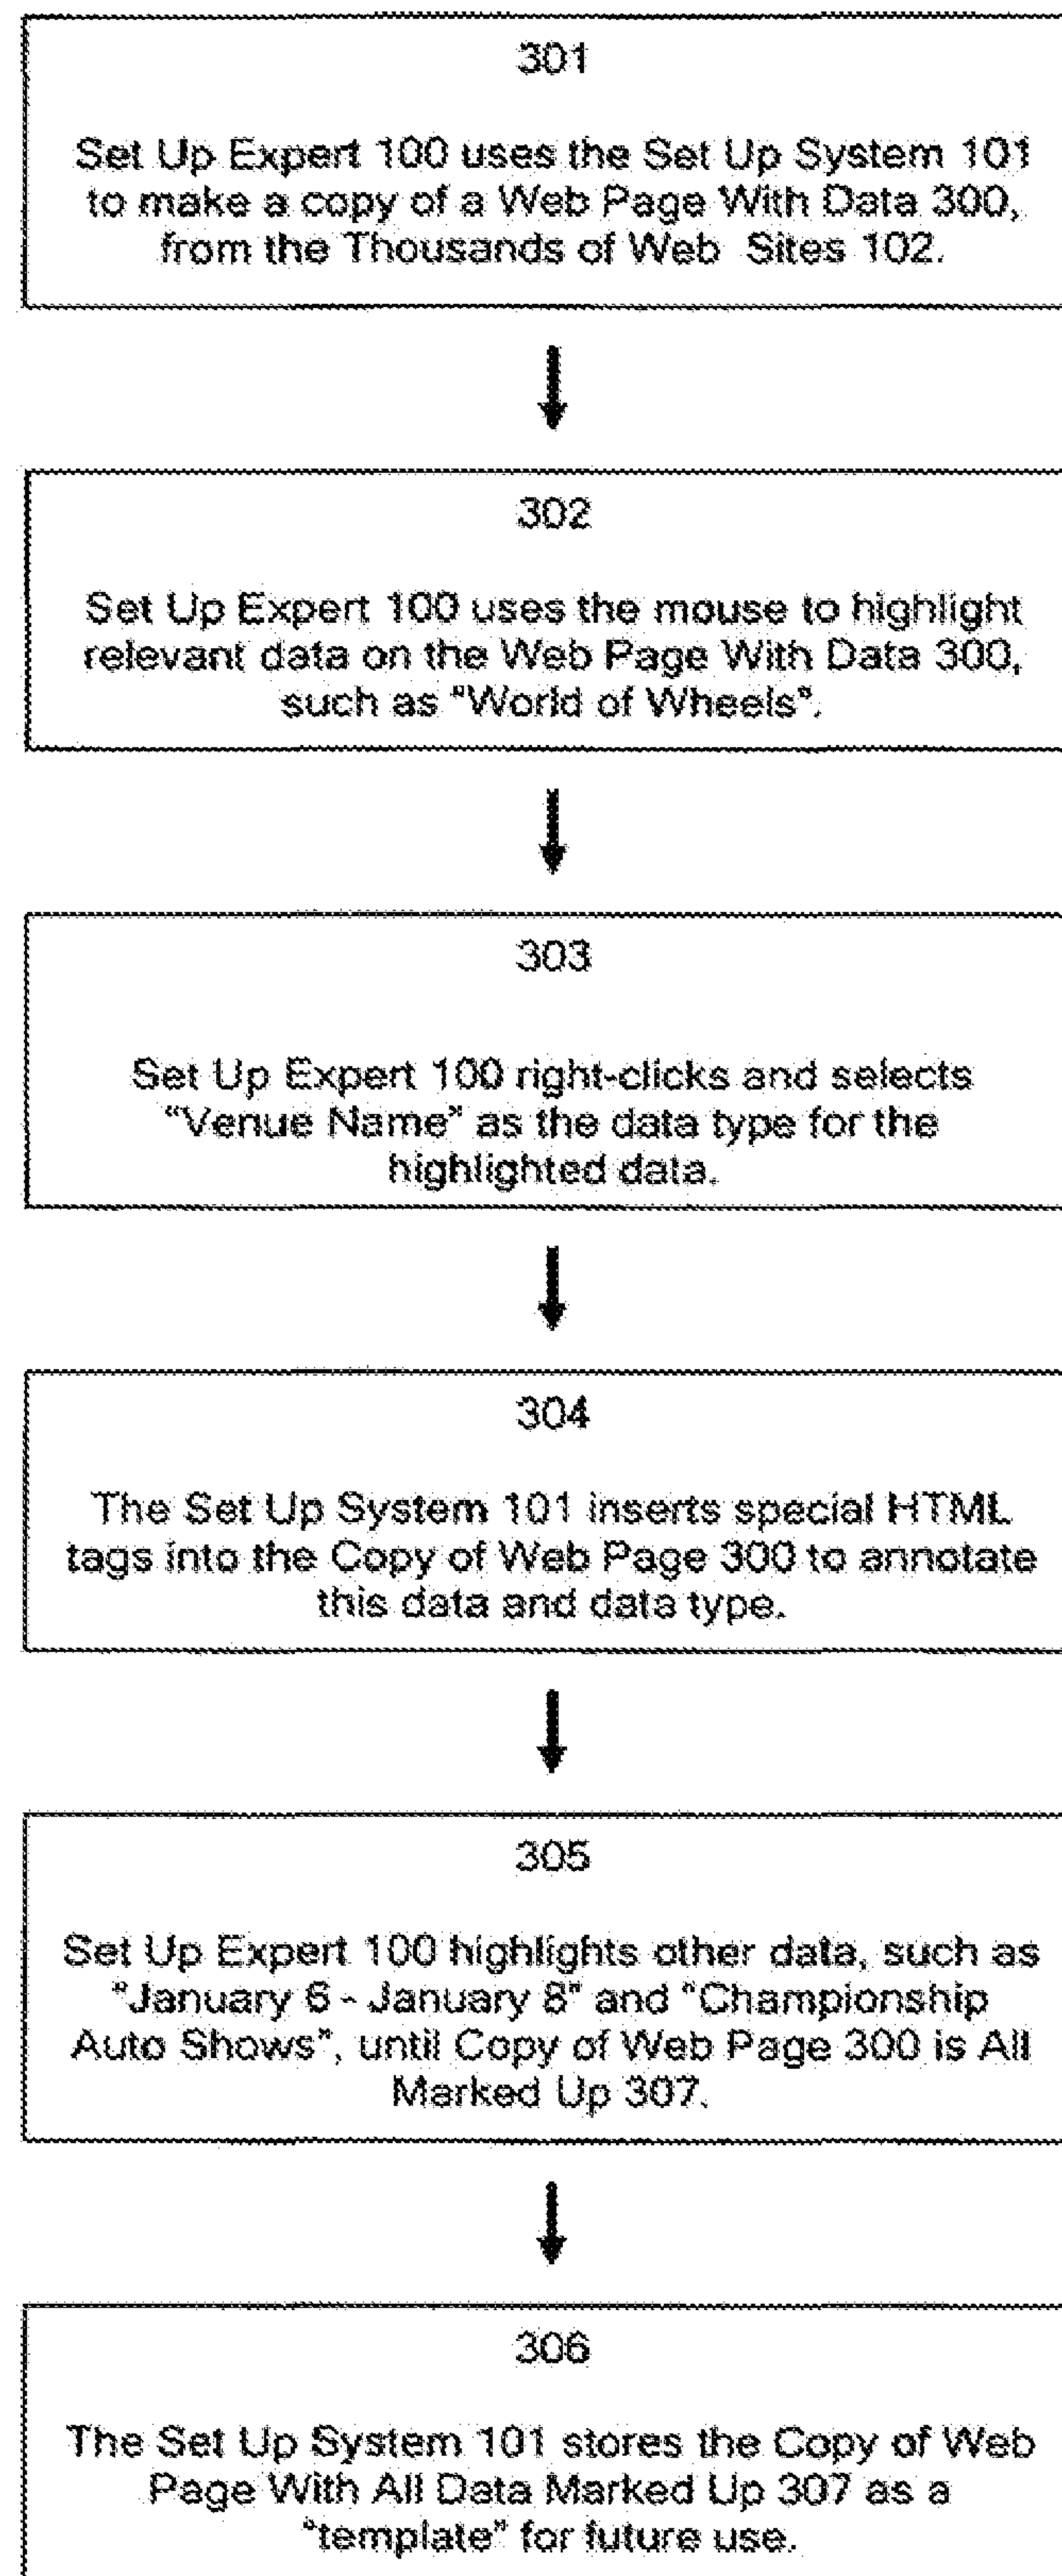 301
Set Up Expert 100 uses the Set Up System 101
to make a copy of a Web Page With Data 300,
from the Thousands of Web Sites 102.
302
Set Up Expert 100 uses the mouse to highlight
relevant data on the Web Page With Data 300,
such as "World of Wheels".
303
Set Up Expert 100 right-clicks and selects
"Venue Name" as the data type for the
highlighted data.
304
The Set Up System 101 inserts special HTML
tags into the Copy of Web Page 300 to annotate
this data and data type.
305
Set Up Expert 100 highlights other data, such as
"January 6 - January 8" and "Championship
Auto Shows", until Copy of Web Page 300 is All
Marked Up 307.
306
The Set Up System 101 stores the Copy of Web
Page With All Data Marked Up 307 as a
"template" for future use.